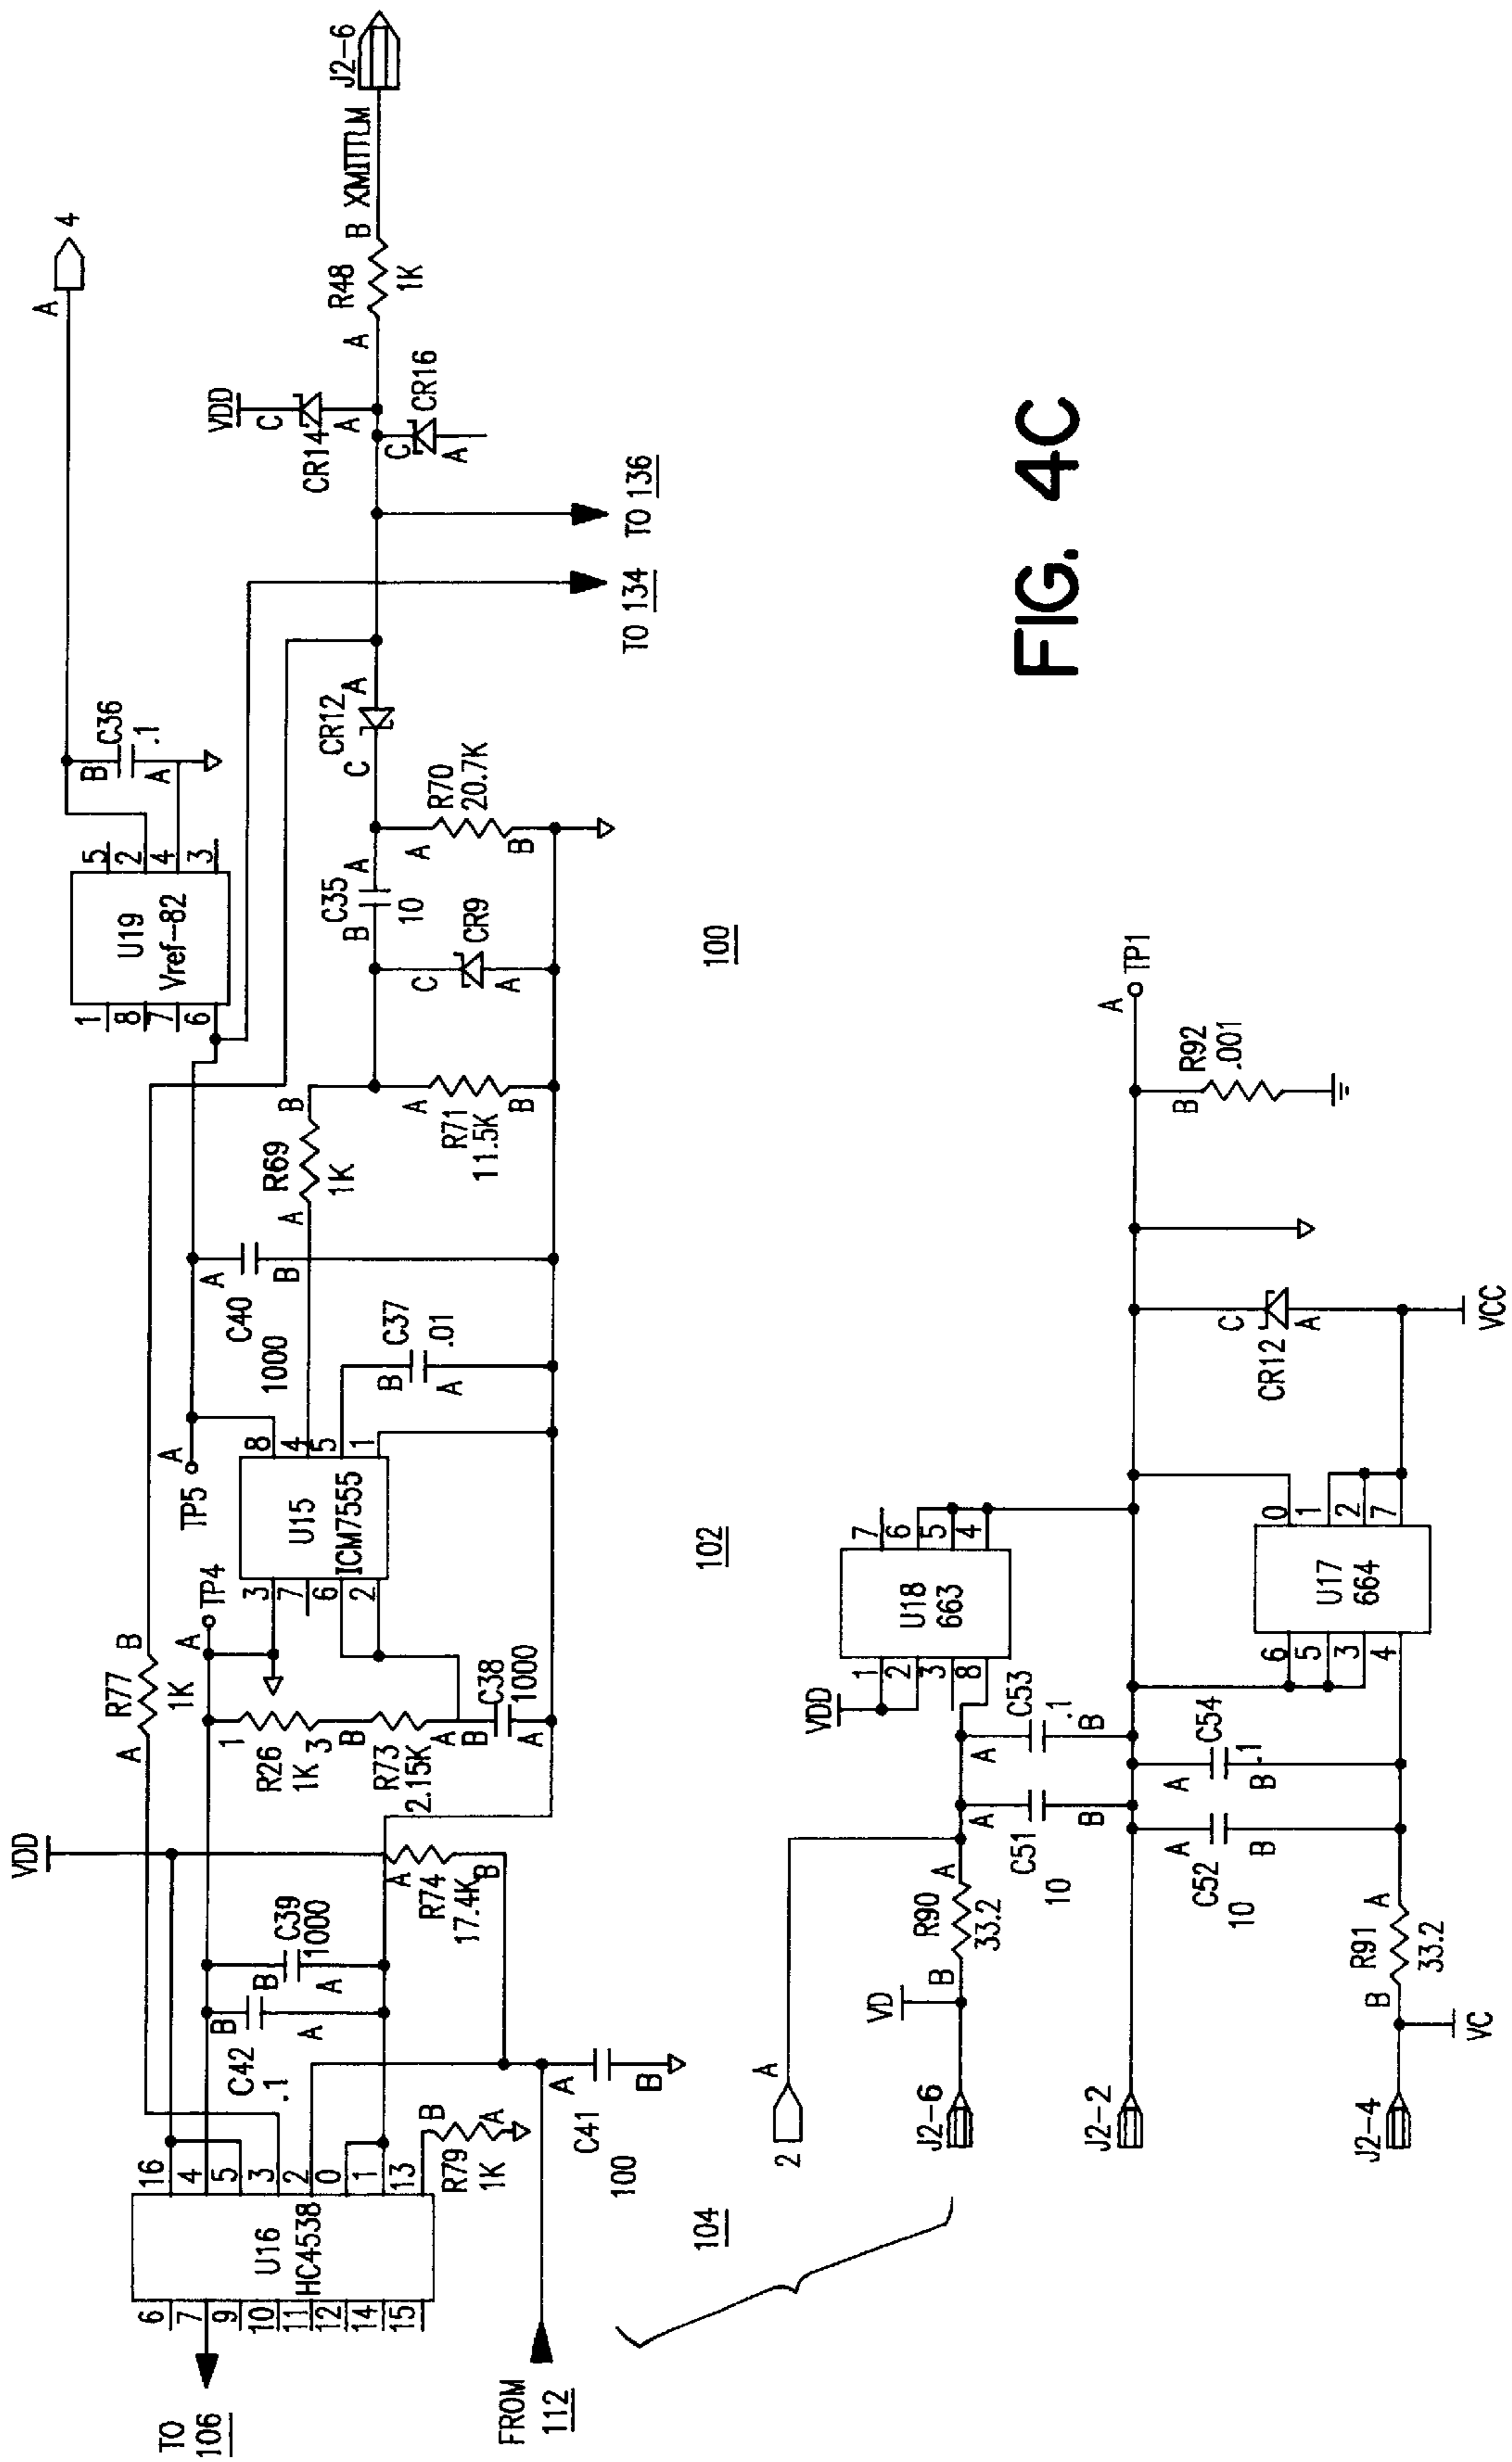 VDD
R77
1K
A
B
TP4
A
TP5
A
U19
Vref-82
1
8
7
6
5
2
4
3
B
C36
.1
A
A
4
TO
106
6
7
9
10
11
12
14
15
U16
HC4538
16
4
5
3
2
0
1
13
B
C42
.1
A
B
C39
1000
A
R79
1K
B
A
A
R74
17.4K
B
1
R26
1K
3
B
R73
2.15K
A
B
C38
1000
A
3
7
6
2
U15
ICM7555
8
4
5
1
A
C40
1000
B
B
C37
.01
A
A
R69
1K
B
A
R71
11.5K
B
B
C35
10
A
C
CR9
A
A
R70
20.7K
B
C
CR12
A
VDD
C
CR14
A
C
CR16
A
A
R48
1K
B
XMITTLM
J2-6
FROM
112
A
C41
100
B
TO 134
TO 136
104
102
100
2
A
J2-6
VD
B
R90
33.2
A
A
C51
10
B
A
C53
.1
B
VDD
1
2
3
8
U18
663
7
6
5
4
J2-2
A
C52
10
B
A
C54
.1
B
6
5
3
4
U17
664
0
1
2
7
C
CR12
A
VCC
A
TP1
B
R92
.001
J2-4
VC
B
R91
33.2
A
FIG. 4C